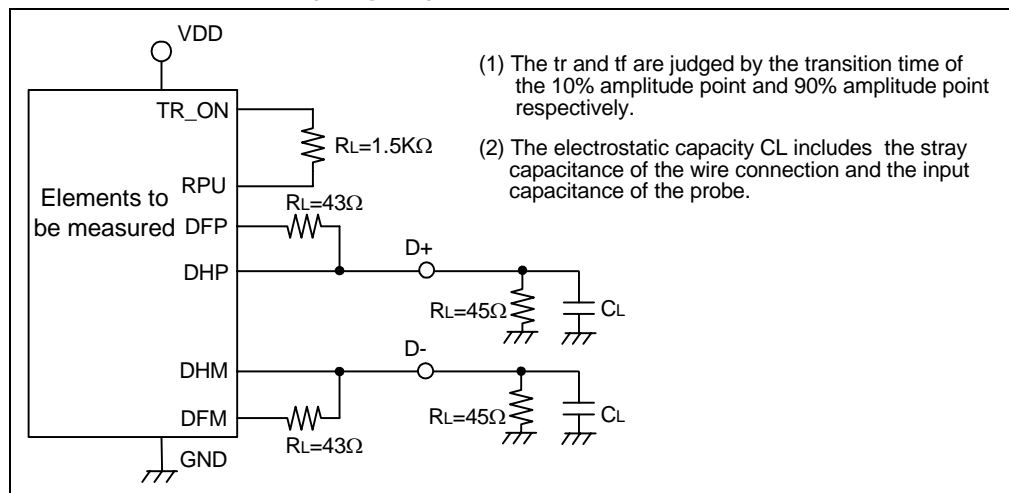 VDD
TR_ON
RL=1.5KΩ
RPU
Elements to
be measured
RL=43Ω
DFP
DHP
D+
RL=45Ω
CL
DHM
D-
RL=45Ω
CL
DFM
RL=43Ω
GND
(1) The tr and tf are judged by the transition time of
the 10% amplitude point and 90% amplitude point
respectively.
(2) The electrostatic capacity CL includes the stray
capacitance of the wire connection and the input
capacitance of the probe.